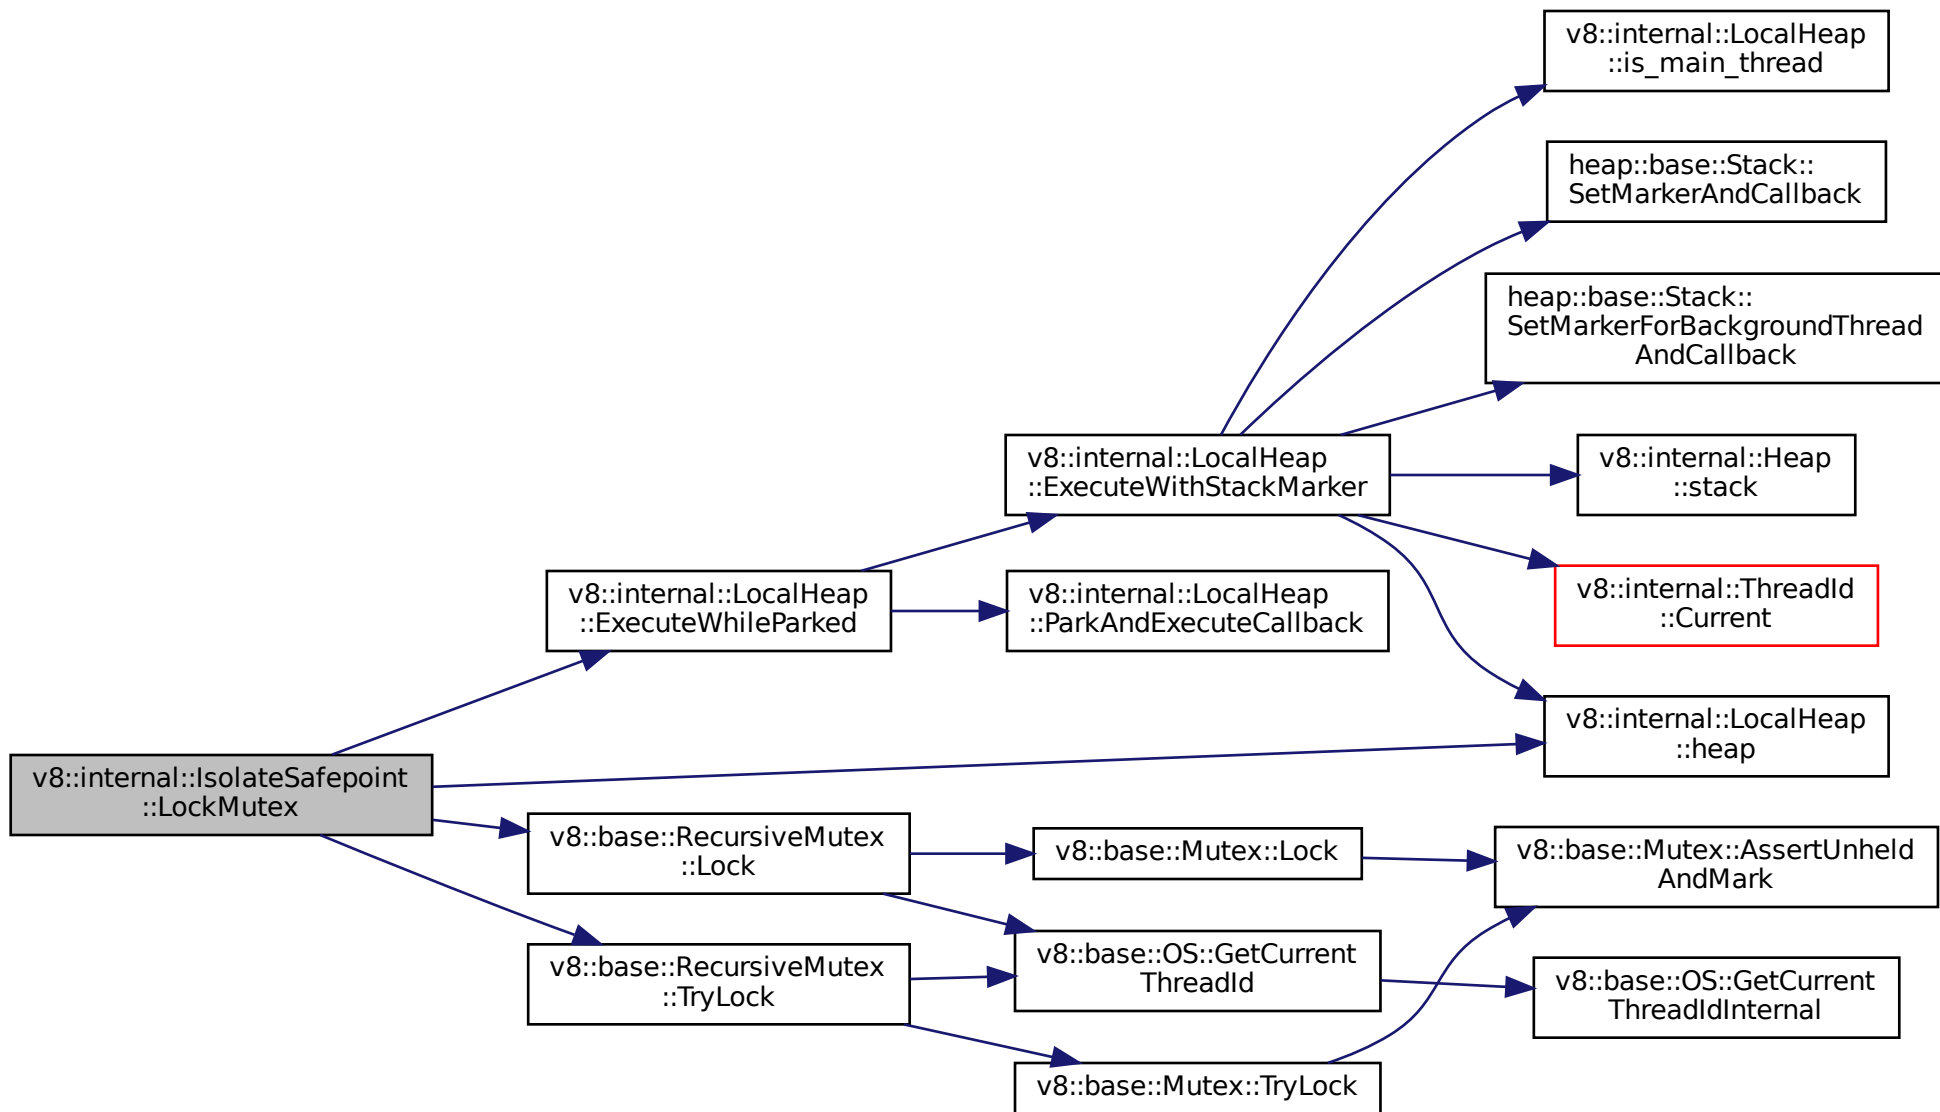 v8::internal::LocalHeap
::is_main_thread
heap::base::Stack::
SetMarkerAndCallback
heap::base::Stack::
SetMarkerForBackgroundThread
AndCallback
v8::internal::LocalHeap
::ExecuteWithStackMarker
v8::internal::Heap
::stack
v8::internal::LocalHeap
::ExecuteWhileParked
v8::internal::LocalHeap
::ParkAndExecuteCallback
v8::internal::ThreadId
::Current
v8::internal::LocalHeap
::heap
v8::internal::IsolateSafepoint
::LockMutex
v8::base::RecursiveMutex
::Lock
v8::base::Mutex::Lock
v8::base::Mutex::AssertUnheld
AndMark
v8::base::RecursiveMutex
::TryLock
v8::base::OS::GetCurrent
ThreadId
v8::base::OS::GetCurrent
ThreadIdInternal
v8::base::Mutex::TryLock